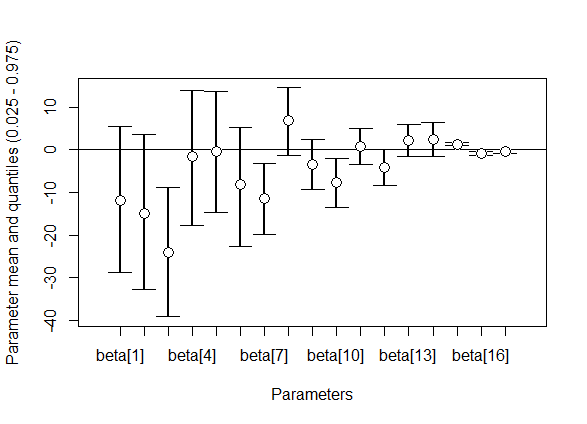 Parameter mean and quantiles (0.025 - 0.975)
10
0
-10
-20
-30
-40
beta[1] beta[4] beta[7] beta[10] beta[13] beta[16]
Parameters